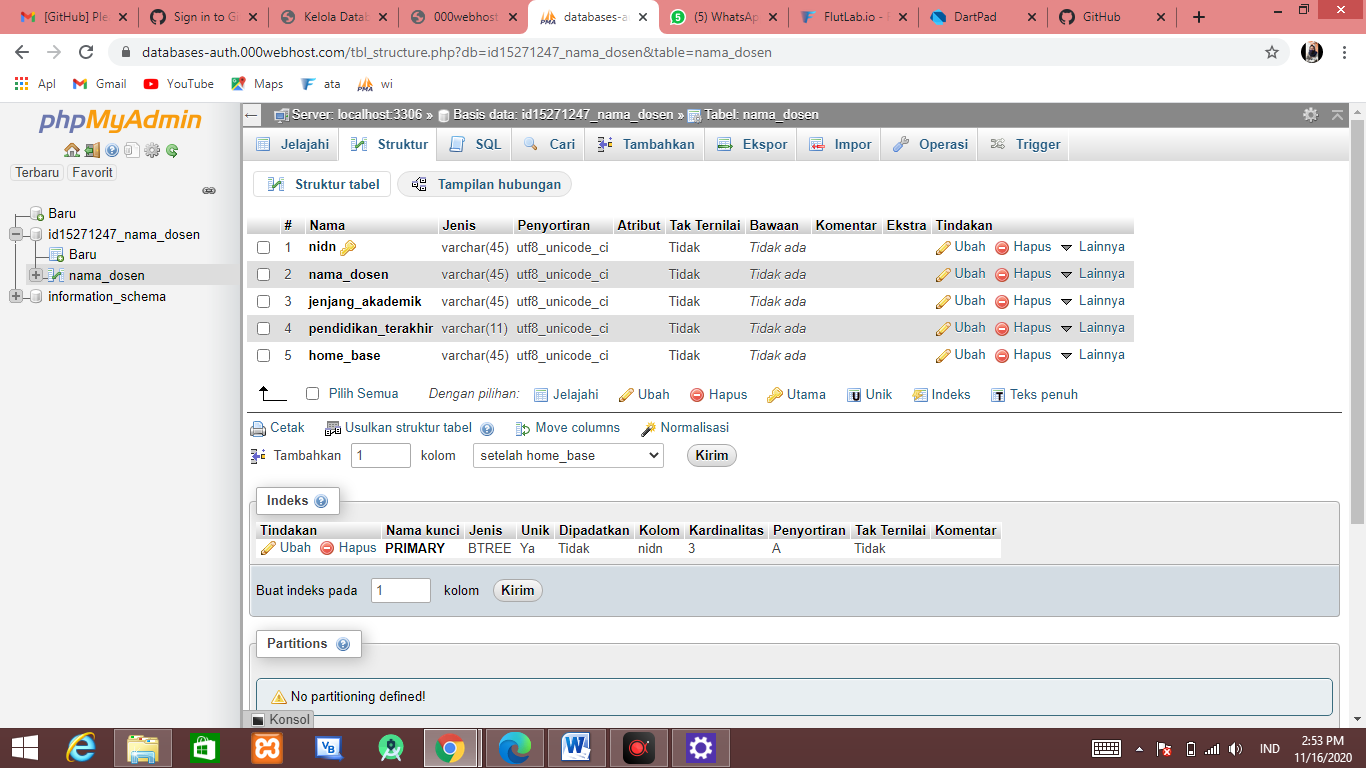 [GitHub] Ple
Sign in to G
Kelola Datab
000webhost
databases-a
(5) WhatsAp
FlutLab.io - F
DartPad
GitHub
databases-auth.000webhost.com/tbl_structure.php?db=id15271247_nama_dosen&table=nama_dosen
Apl Gmail YouTube Maps ata wi
phpMyAdmin
Terbaru Favorit
Baru
id15271247_nama_dosen
Baru
nama_dosen
information_schema
Server: localhost:3306 » Basis data: id15271247_nama_dosen » Tabel: nama_dosen
Jelajahi Struktur SQL Cari Tambahkan Ekspor Impor Operasi Trigger
Struktur tabel Tampilan hubungan
# Nama Jenis Penyortiran Atribut Tak Ternilai Bawaan Komentar Ekstra Tindakan
1 nidn varchar(45) utf8_unicode_ci Tidak Tidak ada Ubah Hapus Lainnya
2 nama_dosen varchar(45) utf8_unicode_ci Tidak Tidak ada Ubah Hapus Lainnya
3 jenjang_akademik varchar(45) utf8_unicode_ci Tidak Tidak ada Ubah Hapus Lainnya
4 pendidikan_terakhir varchar(11) utf8_unicode_ci Tidak Tidak ada Ubah Hapus Lainnya
5 home_base varchar(45) utf8_unicode_ci Tidak Tidak ada Ubah Hapus Lainnya
Pilih Semua Dengan pilihan: Jelajahi Ubah Hapus Utama Unik Indeks Teks penuh
Cetak Usulkan struktur tabel Move columns Normalisasi
Tambahkan 1 kolom setelah home_base Kirim
Indeks
Tindakan Nama kunci Jenis Unik Dipadatkan Kolom Kardinalitas Penyortiran Tak Ternilai Komentar
Ubah Hapus PRIMARY BTREE Ya Tidak nidn 3 A Tidak
Buat indeks pada 1 kolom Kirim
Partitions
No partitioning defined!
Konsol
IND
2:53 PM
11/16/2020